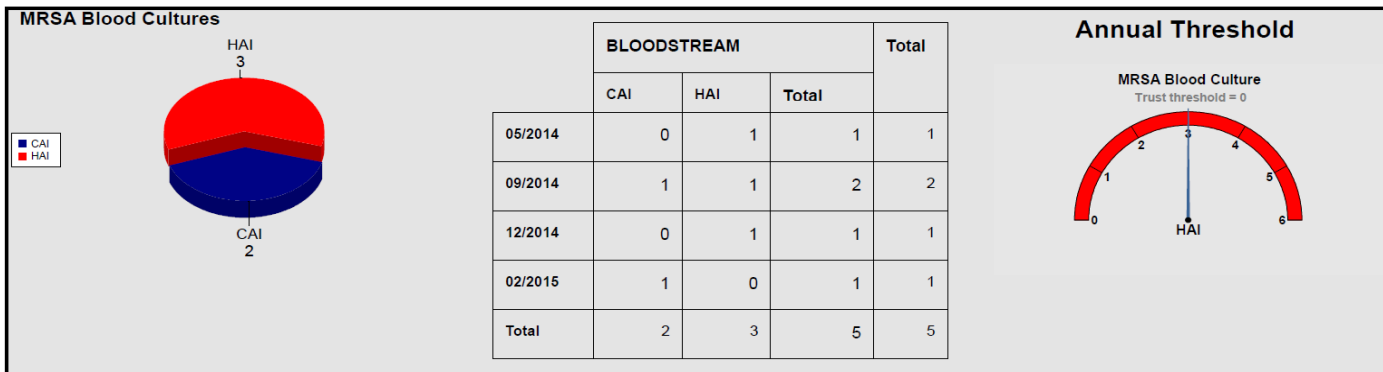 MRSA Blood Cultures
HAI
3
CAI
HAI
CAI
2
BLOODSTREAM Total
CAI HAI Total
05/2014 0 1 1 1
09/2014 1 1 2 2
12/2014 0 1 1 1
02/2015 1 0 1 1
Total 2 3 5 5
Annual Threshold
MRSA Blood Culture
Trust threshold = 0
0 1 2 3 4 5 6
HAI